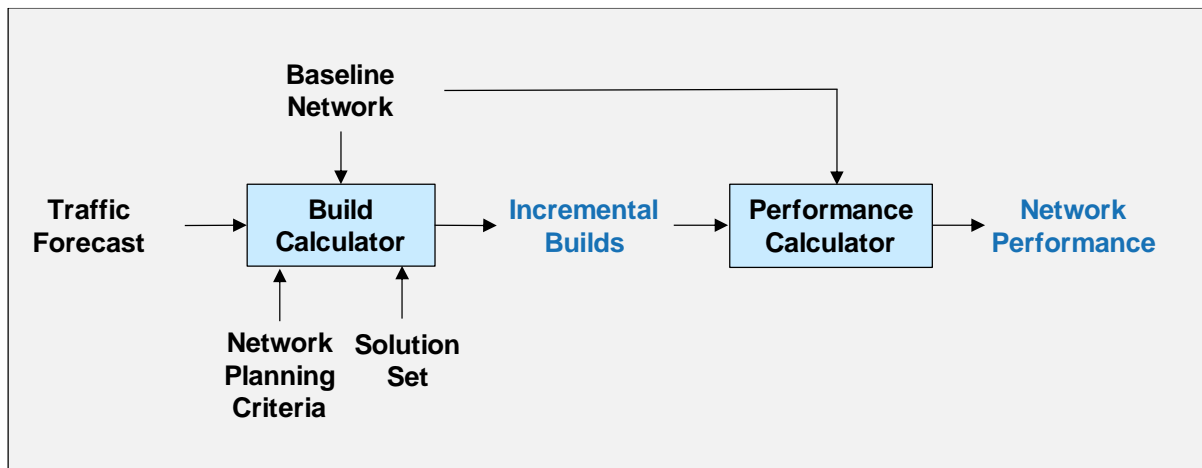 Baseline
Network
Traffic
Forecast
Build
Calculator
Incremental
Builds
Performance
Calculator
Network
Performance
Network
Planning
Criteria
Solution
Set